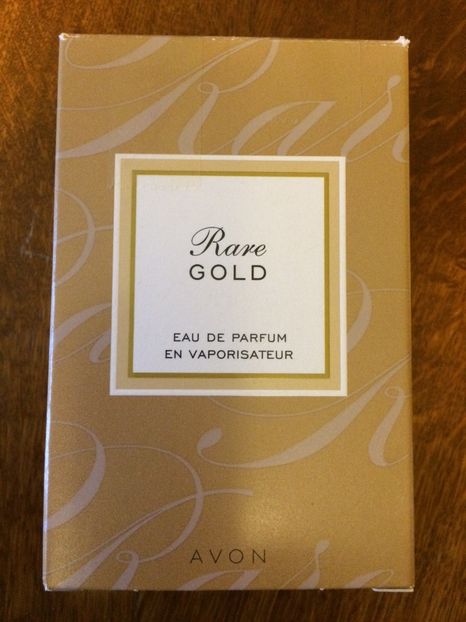 Rare
GOLD
EAU DE PARFUM
EN VAPORISATEUR
AVON